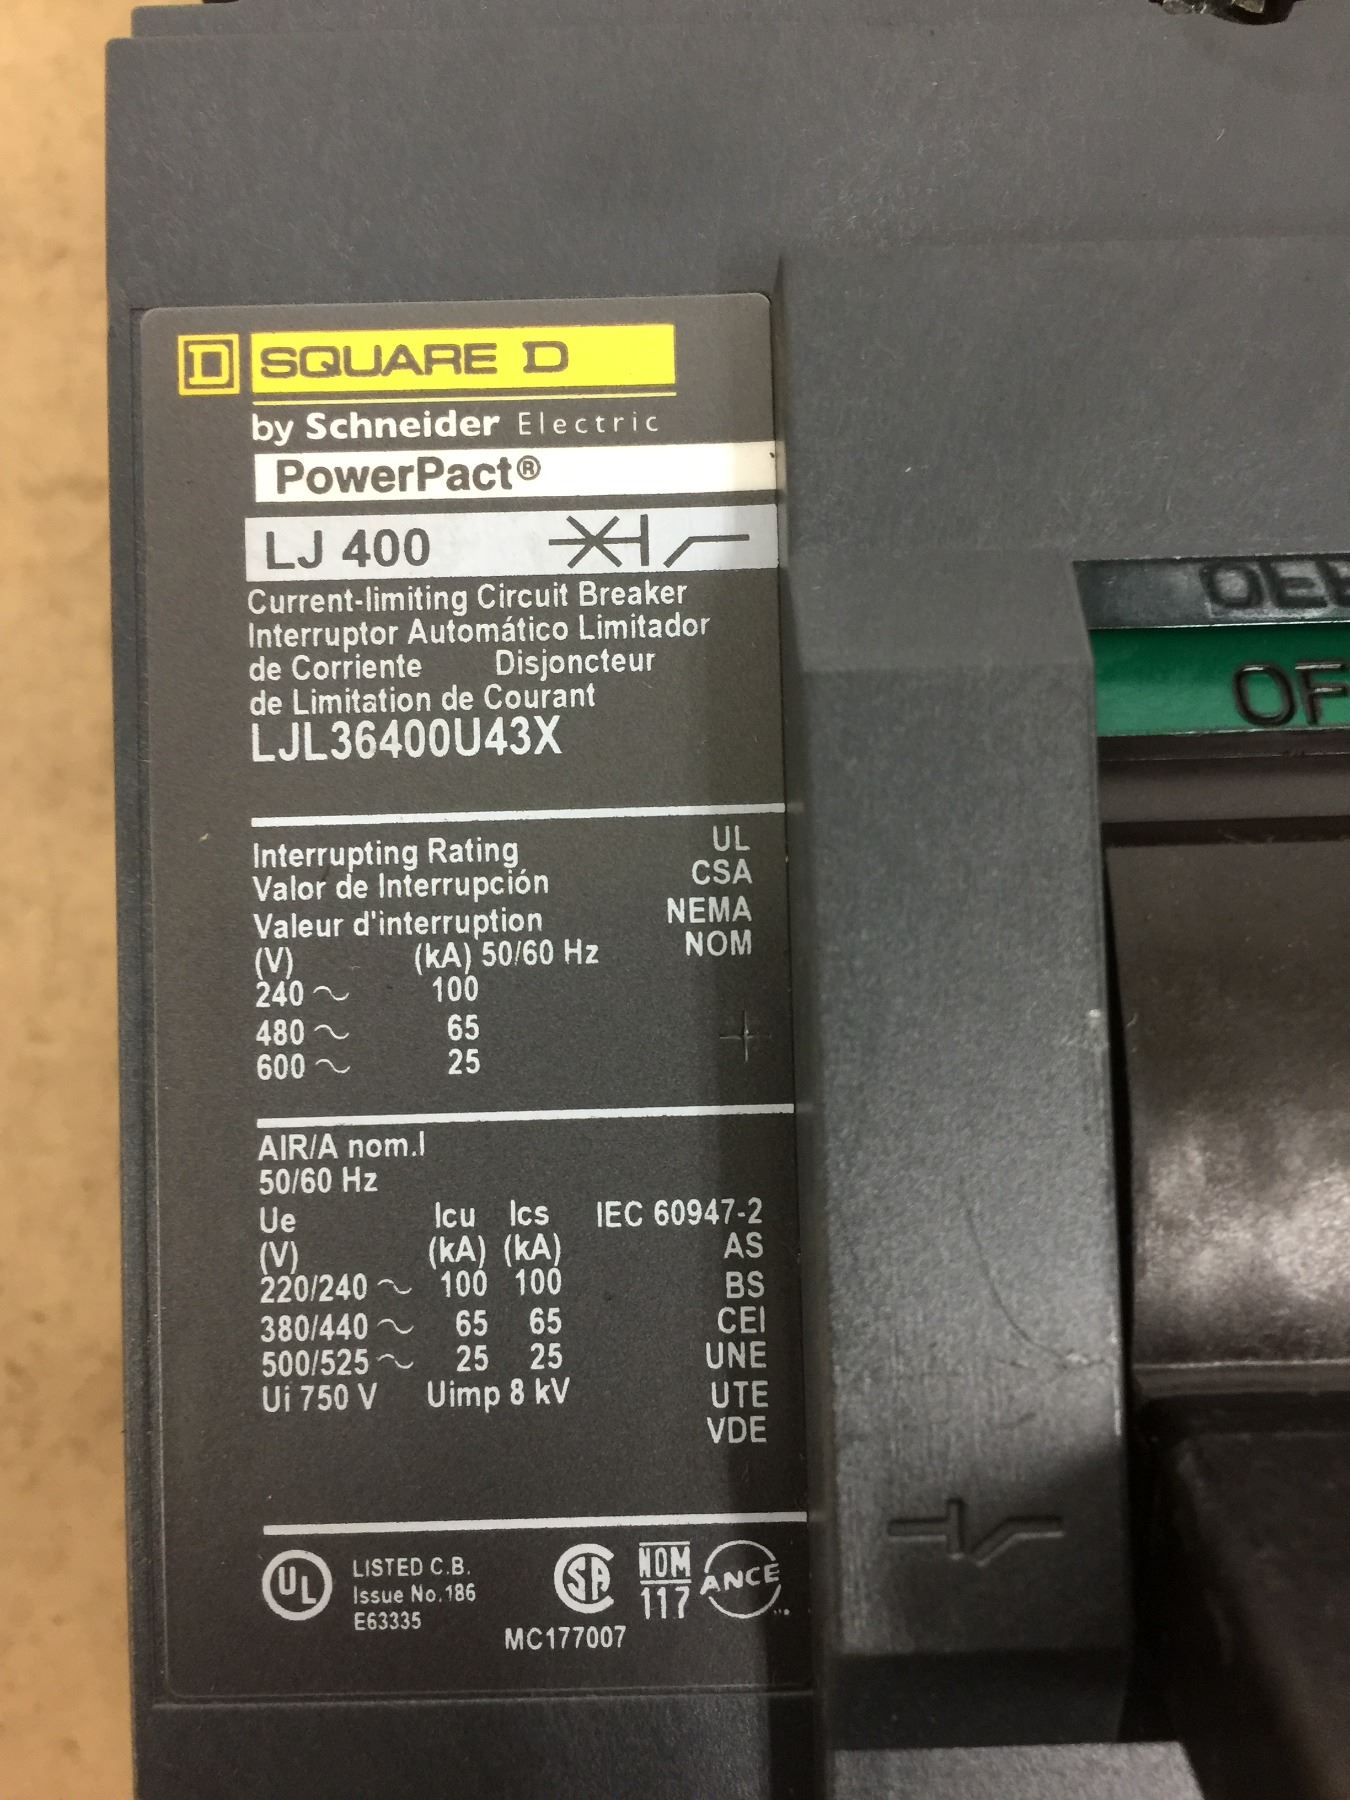 D SQUARE D
by Schneider Electric
PowerPact®
LJ 400
Current-limiting Circuit Breaker
Interruptor Automático Limitador
de Corriente Disjoncteur
de Limitation de Courant
LJL36400U43X
Interrupting Rating UL
Valor de Interrupción CSA
Valeur d'interruption NEMA
(V) (kA) 50/60 Hz NOM
240 ~ 100
480 ~ 65
600 ~ 25
AIR/A nom.I
50/60 Hz
Ue Icu Ics IEC 60947-2
(V) (kA) (kA) AS
220/240 ~ 100 100 BS
380/440 ~ 65 65 CEI
500/525 ~ 25 25 UNE
Ui 750 V Uimp 8 kV UTE
VDE
UL LISTED C.B. SA NOM ANCE
Issue No.186 117
E63335
MC177007
OF